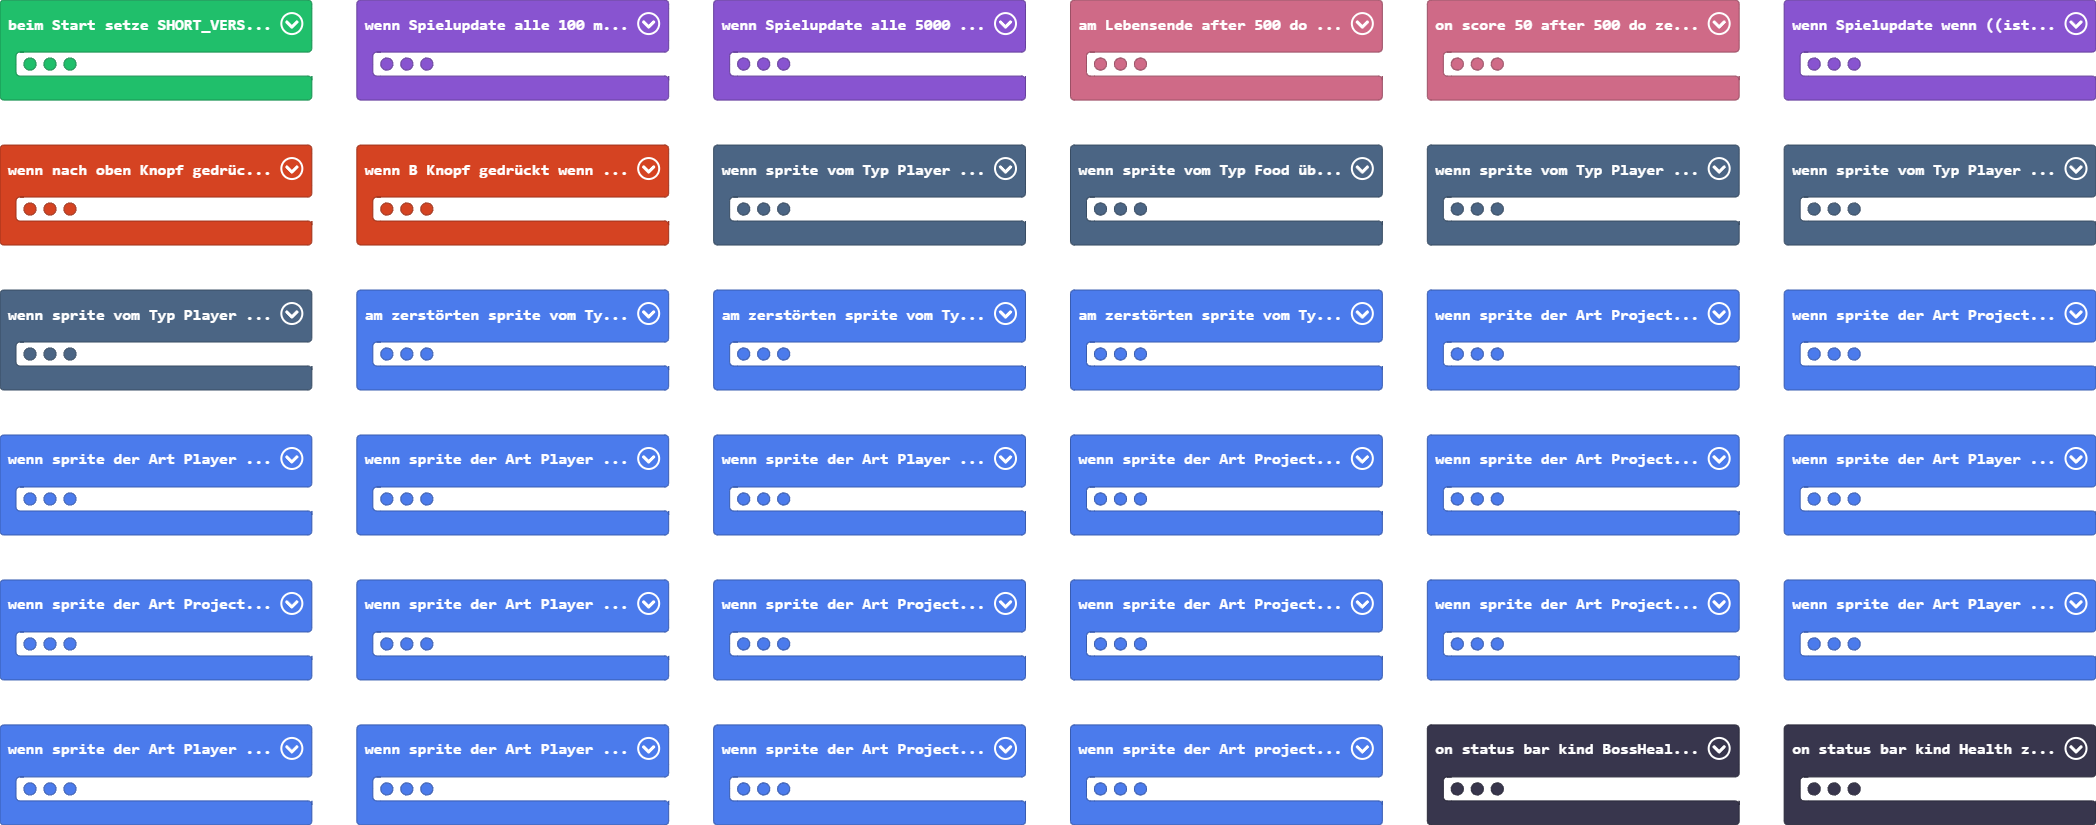 beim Start setze SHORT_VERS...
wenn Spielupdate alle 100 m...
wenn Spielupdate alle 5000 ...
am Lebensende after 500 do ...
on score 50 after 500 do ze...
wenn Spielupdate wenn ((ist...
wenn nach oben Knopf gedrüc...
wenn B Knopf gedrückt wenn ...
wenn sprite vom Typ Player ...
wenn sprite vom Typ Food üb...
wenn sprite vom Typ Player ...
wenn sprite vom Typ Player ...
wenn sprite vom Typ Player ...
am zerstörten sprite vom Ty...
am zerstörten sprite vom Ty...
am zerstörten sprite vom Ty...
wenn sprite der Art Project...
wenn sprite der Art Project...
wenn sprite der Art Player ...
wenn sprite der Art Player ...
wenn sprite der Art Player ...
wenn sprite der Art Project...
wenn sprite der Art Project...
wenn sprite der Art Player ...
wenn sprite der Art Project...
wenn sprite der Art Player ...
wenn sprite der Art Project...
wenn sprite der Art Project...
wenn sprite der Art Project...
wenn sprite der Art Player ...
wenn sprite der Art Player ...
wenn sprite der Art Player ...
wenn sprite der Art Project...
wenn sprite der Art project...
on status bar kind BossHeal...
on status bar kind Health z...